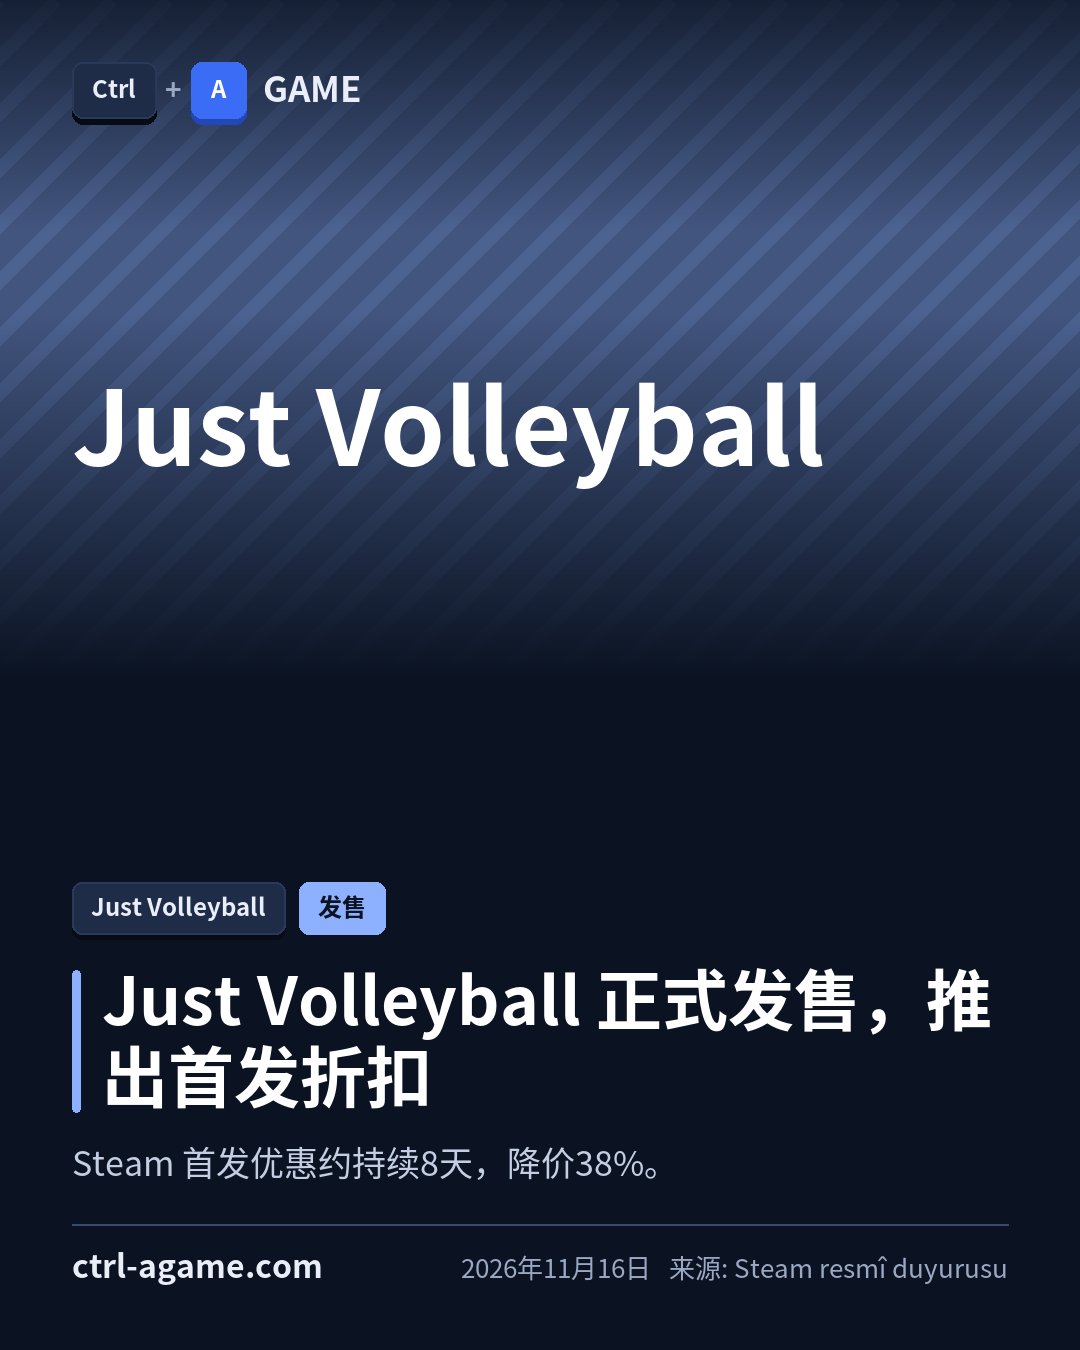 Ctrl + A GAME
Just Volleyball
Just Volleyball 发售
Just Volleyball 正式发售，推
出首发折扣
Steam 首发优惠约持续8天，降价38%。
ctrl-agame.com 2026年11月16日 来源: Steam resmî duyurusu